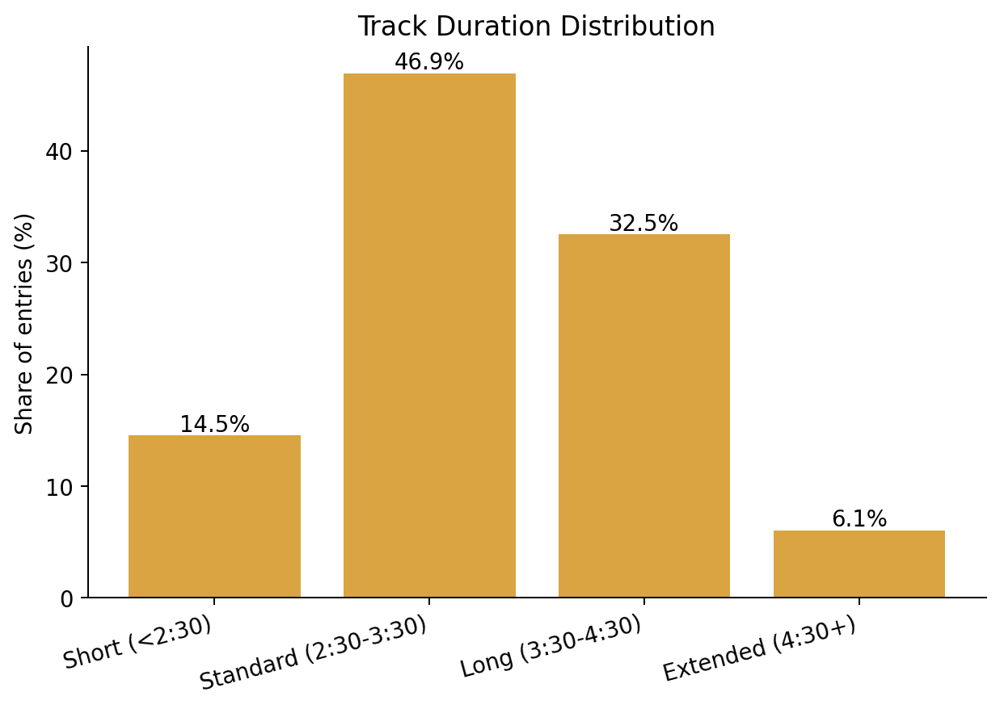 Track Duration Distribution
Share of entries (%)
40
30
20
10
0
14.5%
46.9%
32.5%
6.1%
Short (<2:30)
Standard (2:30-3:30)
Long (3:30-4:30)
Extended (4:30+)